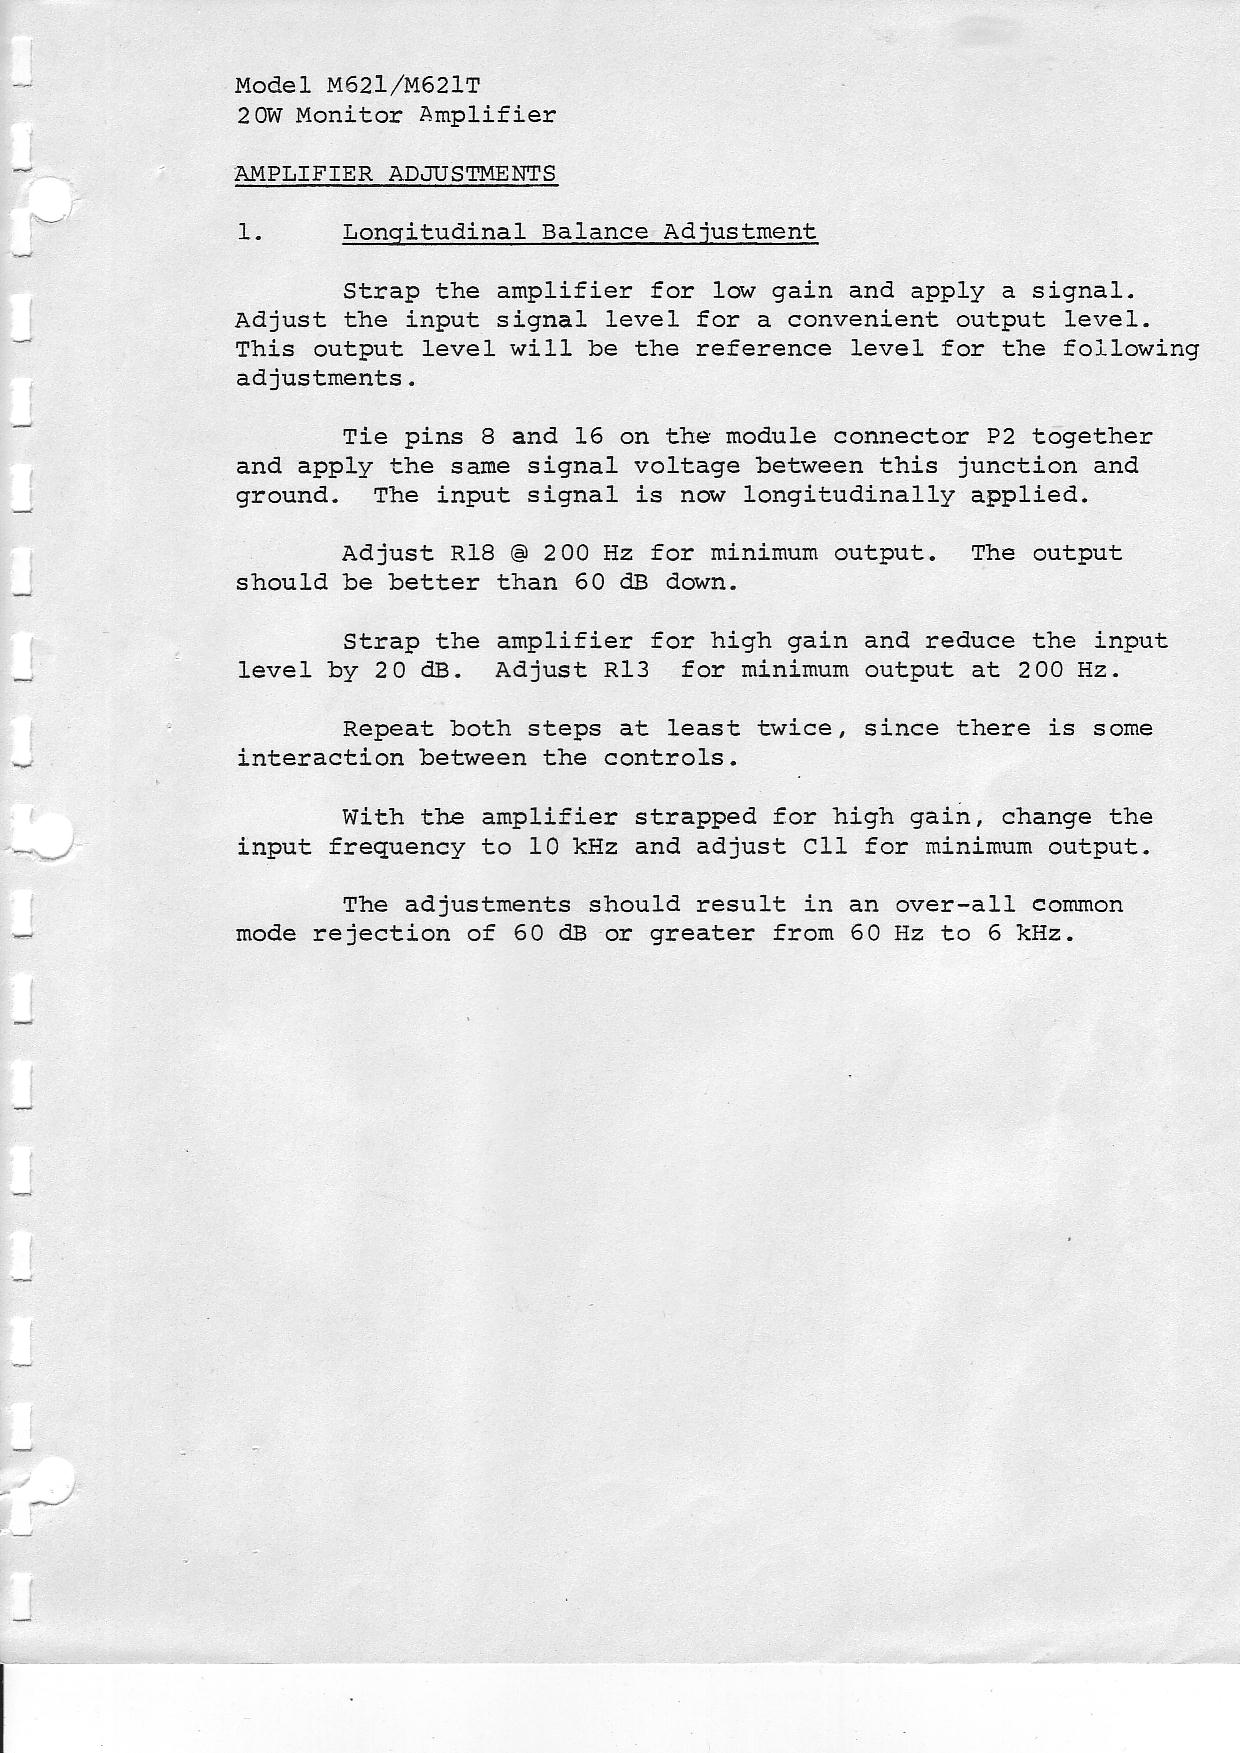 Model M621/M621T
20W Monitor Amplifier
AMPLIFIER ADJUSTMENTS
1. Longitudinal Balance Adjustment
Strap the amplifier for low gain and apply a signal.
Adjust the input signal level for a convenient output level.
This output level will be the reference level for the following
adjustments.
Tie pins 8 and 16 on the module connector P2 together
and apply the same signal voltage between this junction and
ground. The input signal is now longitudinally applied.
Adjust R18 @ 200 Hz for minimum output. The output
should be better than 60 dB down.
Strap the amplifier for high gain and reduce the input
level by 20 dB. Adjust R13 for minimum output at 200 Hz.
Repeat both steps at least twice, since there is some
interaction between the controls.
With the amplifier strapped for high gain, change the
input frequency to 10 kHz and adjust C11 for minimum output.
The adjustments should result in an over-all common
mode rejection of 60 dB or greater from 60 Hz to 6 kHz.